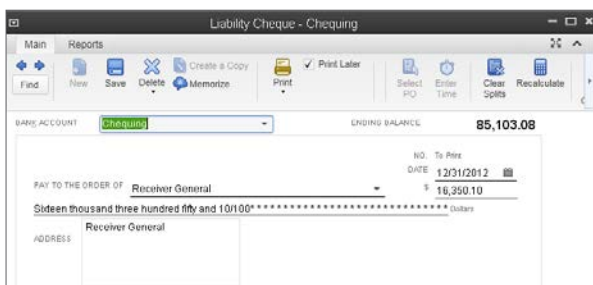 Liability Cheque - Chequing
Main Reports
Find New Save Delete Create a Copy Memorize Print Print Later Select PO Enter Time Clear Splits Recalculate
BANK ACCOUNT Chequing ENDING BALANCE 85,103.08
NO. To Print
DATE 12/31/2012
PAY TO THE ORDER OF Receiver General $ 16,350.10
Sixteen thousand three hundred fifty and 10/100* * * * * * * * * * * * * * * * * * * * * * * * * * * * * * * Dollars
ADDRESS Receiver General